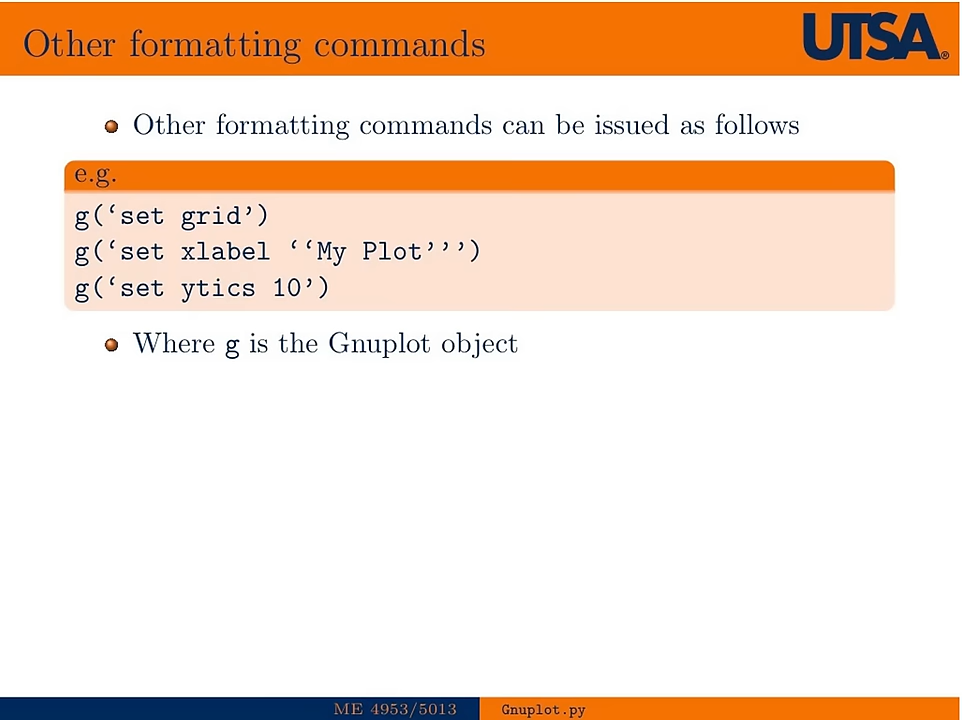 Other formatting commands
UTSA®
Other formatting commands can be issued as follows
e.g.
g(‘set grid’)
g(‘set xlabel ‘‘My Plot’’’)
g(‘set ytics 10’)
Where g is the Gnuplot object
ME 4953/5013
Gnuplot.py